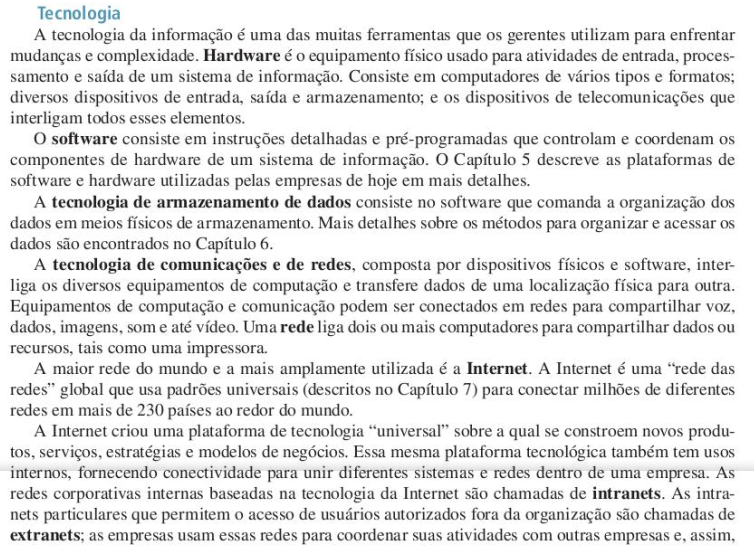 Tecnologia
A tecnologia da informação é uma das muitas ferramentas que os gerentes utilizam para enfrentar
mudanças e complexidade. Hardware é o equipamento físico usado para atividades de entrada, proces-
samento e saída de um sistema de informação. Consiste em computadores de vários tipos e formatos;
diversos dispositivos de entrada, saída e armazenamento; e os dispositivos de telecomunicações que
interligam todos esses elementos.
O software consiste em instruções detalhadas e pré-programadas que controlam e coordenam os
componentes de hardware de um sistema de informação. O Capítulo 5 descreve as plataformas de
software e hardware utilizadas pelas empresas de hoje em mais detalhes.
A tecnologia de armazenamento de dados consiste no software que comanda a organização dos
dados em meios físicos de armazenamento. Mais detalhes sobre os métodos para organizar e acessar os
dados são encontrados no Capítulo 6.
A tecnologia de comunicações e de redes, composta por dispositivos físicos e software, inter-
liga os diversos equipamentos de computação e transfere dados de uma localização física para outra.
Equipamentos de computação e comunicação podem ser conectados em redes para compartilhar voz,
dados, imagens, som e até vídeo. Uma rede liga dois ou mais computadores para compartilhar dados ou
recursos, tais como uma impressora.
A maior rede do mundo e a mais amplamente utilizada é a Internet. A Internet é uma “rede das
redes” global que usa padrões universais (descritos no Capítulo 7) para conectar milhões de diferentes
redes em mais de 230 países ao redor do mundo.
A Internet criou uma plataforma de tecnologia “universal” sobre a qual se constroem novos produ-
tos, serviços, estratégias e modelos de negócios. Essa mesma plataforma tecnológica também tem usos
internos, fornecendo conectividade para unir diferentes sistemas e redes dentro de uma empresa. As
redes corporativas internas baseadas na tecnologia da Internet são chamadas de intranets. As intra-
nets particulares que permitem o acesso de usuários autorizados fora da organização são chamadas de
extranets; as empresas usam essas redes para coordenar suas atividades com outras empresas e, assim,